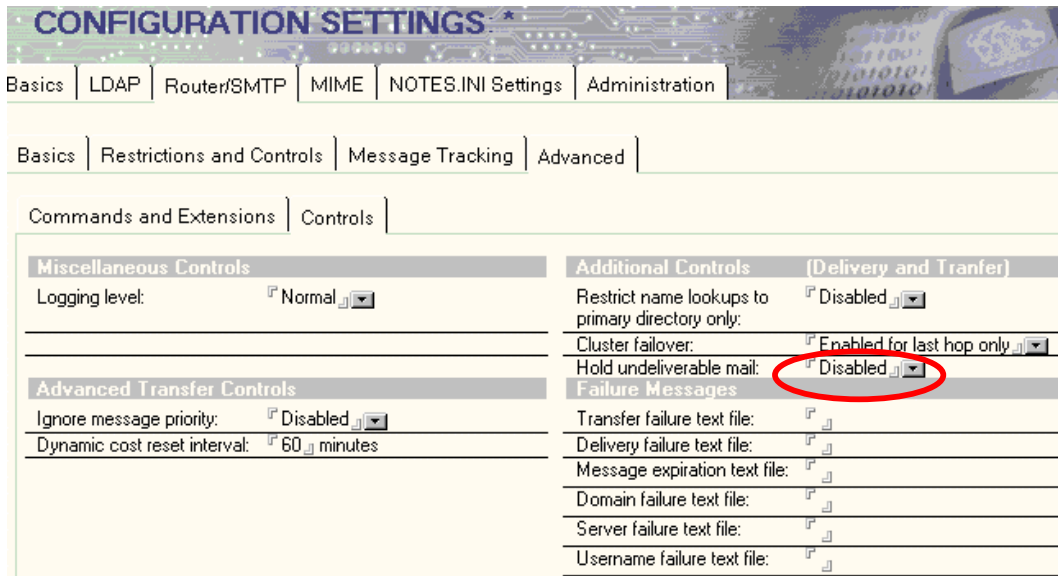 CONFIGURATION SETTINGS: *
Basics LDAP Router/SMTP MIME NOTES.INI Settings Administration
Basics Restrictions and Controls Message Tracking Advanced
Commands and Extensions Controls
Miscellaneous Controls
Logging level: Normal
Advanced Transfer Controls
Ignore message priority: Disabled
Dynamic cost reset interval: 60 minutes
Additional Controls (Delivery and Tranfer)
Restrict name lookups to Disabled
primary directory only:
Cluster failover: Enabled for last hop only
Hold undeliverable mail: Disabled
Failure Messages
Transfer failure text file:
Delivery failure text file:
Message expiration text file:
Domain failure text file:
Server failure text file:
Username failure text file: